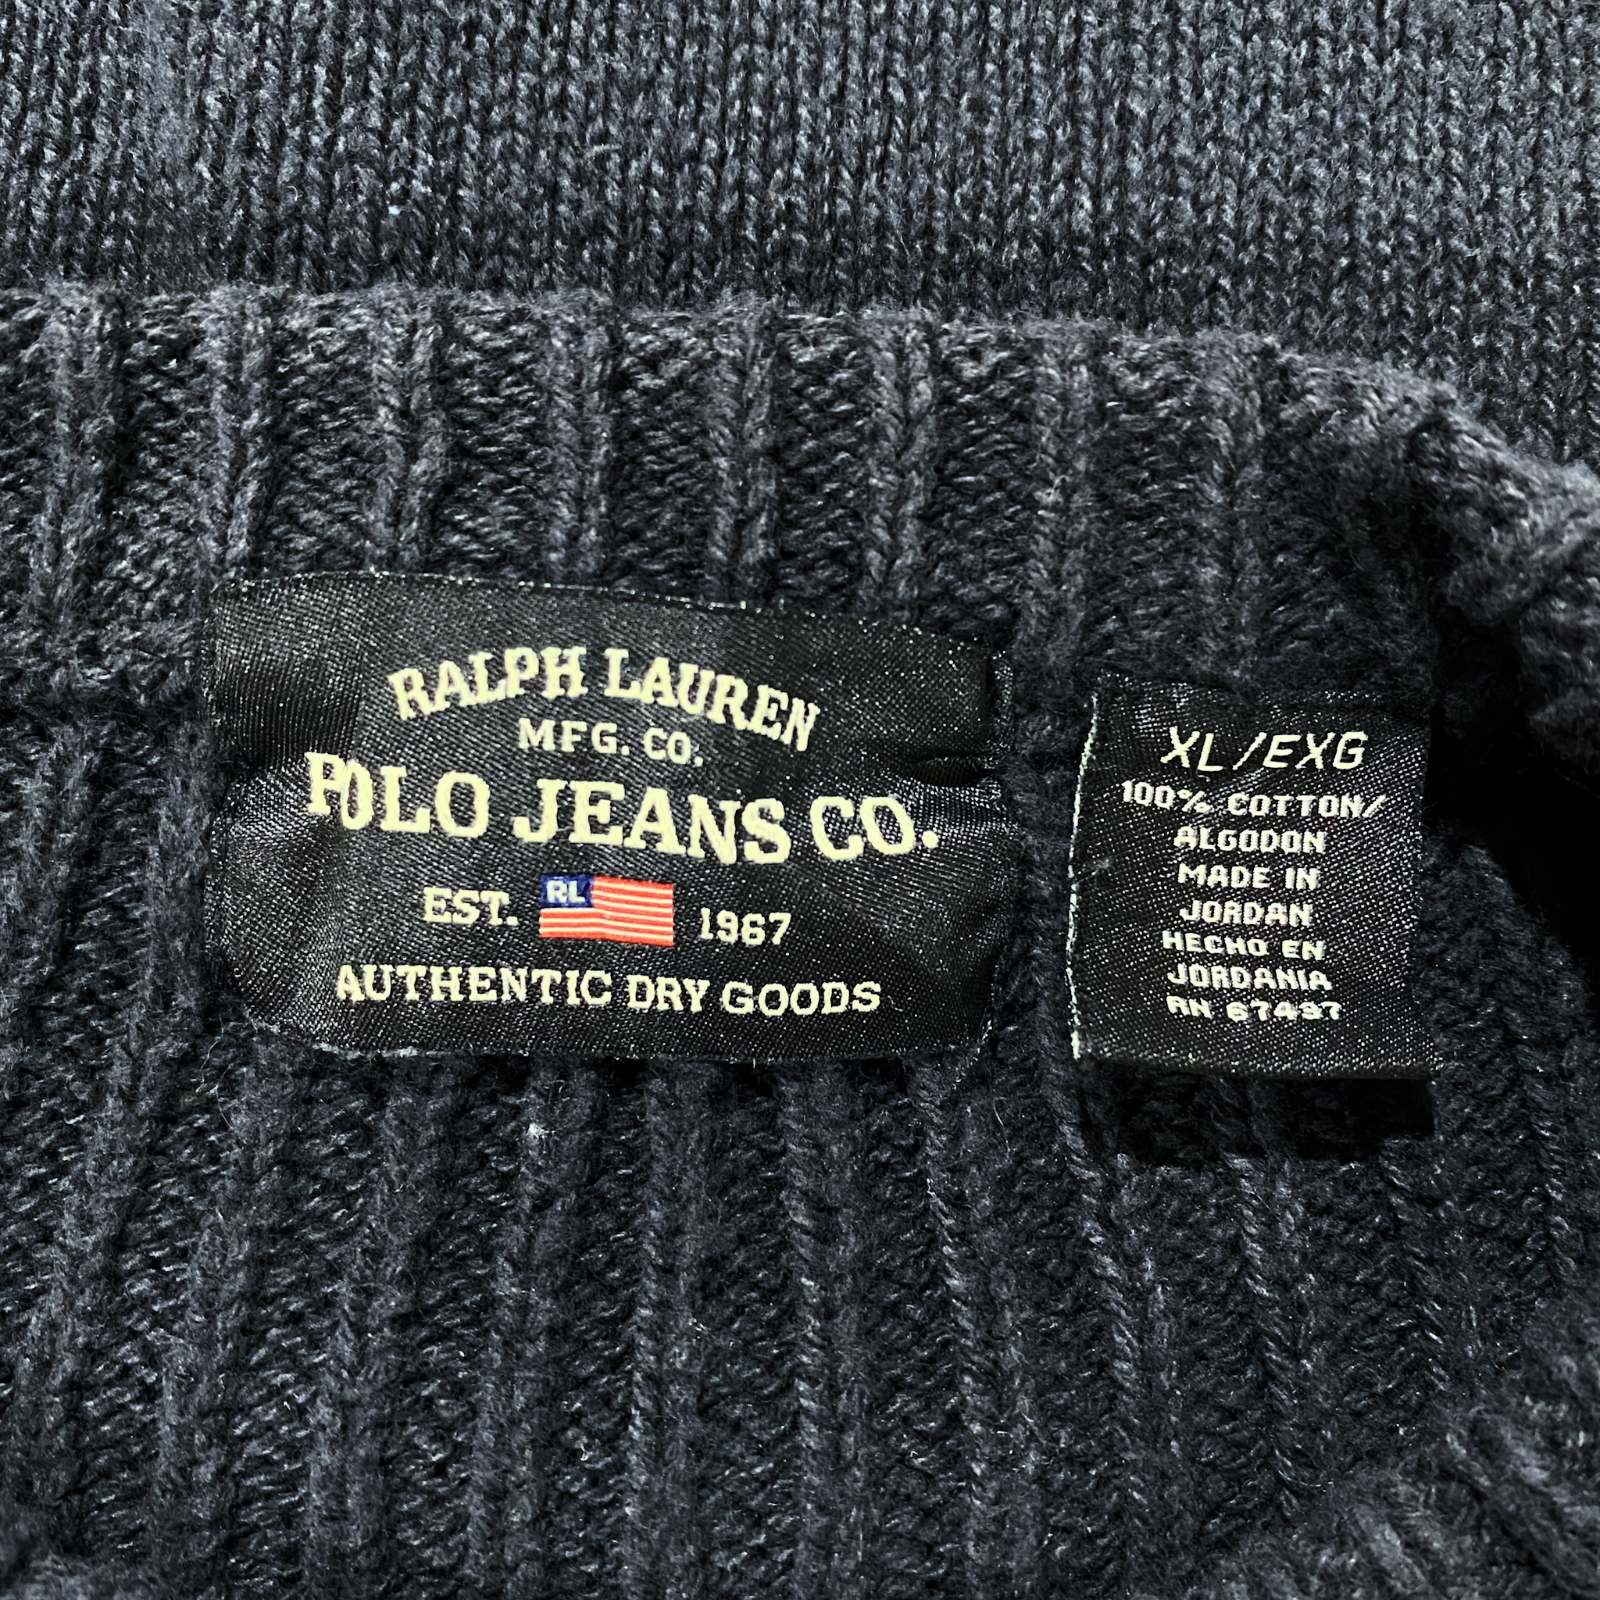 RALPH LAUREN
MFG. CO.
POLO JEANS CO.
EST. RL 1967
AUTHENTIC DRY GOODS
XL/EXG
100% COTTON/
ALGODON
MADE IN
JORDAN
HECHO EN
JORDANIA
RN 67497